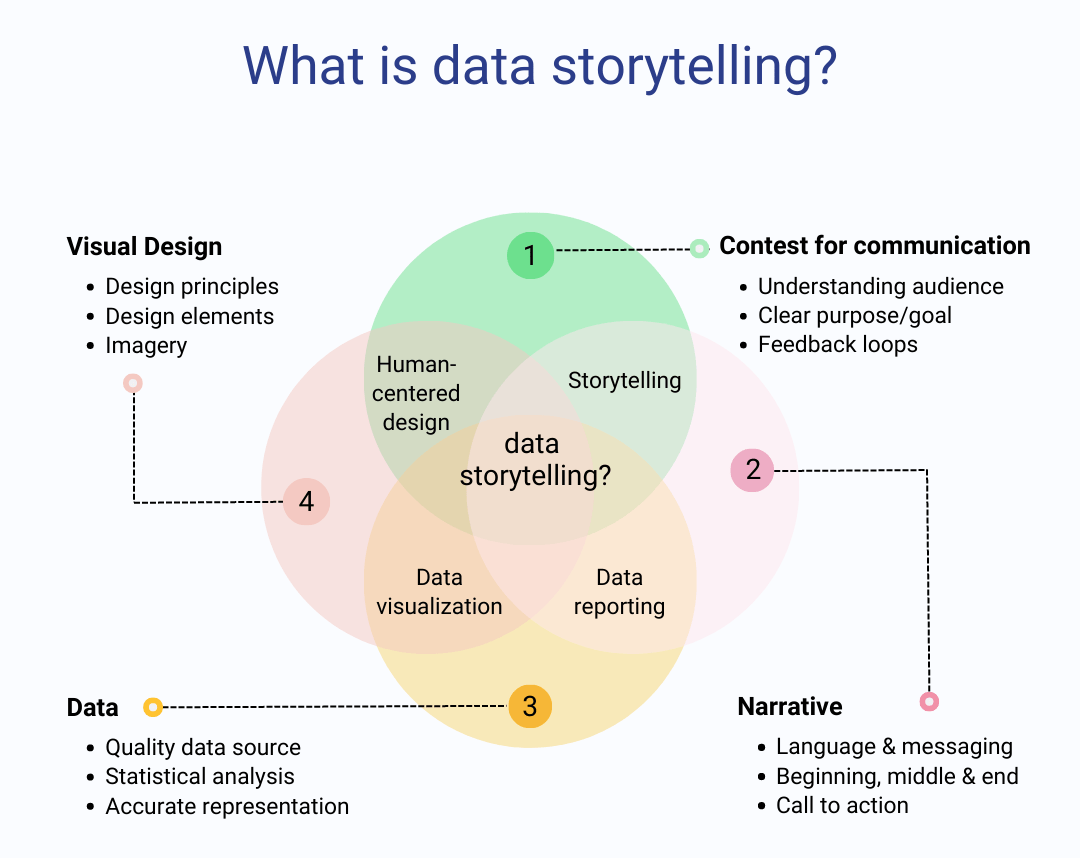 What is data storytelling?
Visual Design
• Design principles
• Design elements
• Imagery
1
Contest for communication
• Understanding audience
• Clear purpose/goal
• Feedback loops
Human-
centered
design
Storytelling
data
storytelling?
2
4
Data
visualization
Data
reporting
3
Data
• Quality data source
• Statistical analysis
• Accurate representation
Narrative
• Language & messaging
• Beginning, middle & end
• Call to action